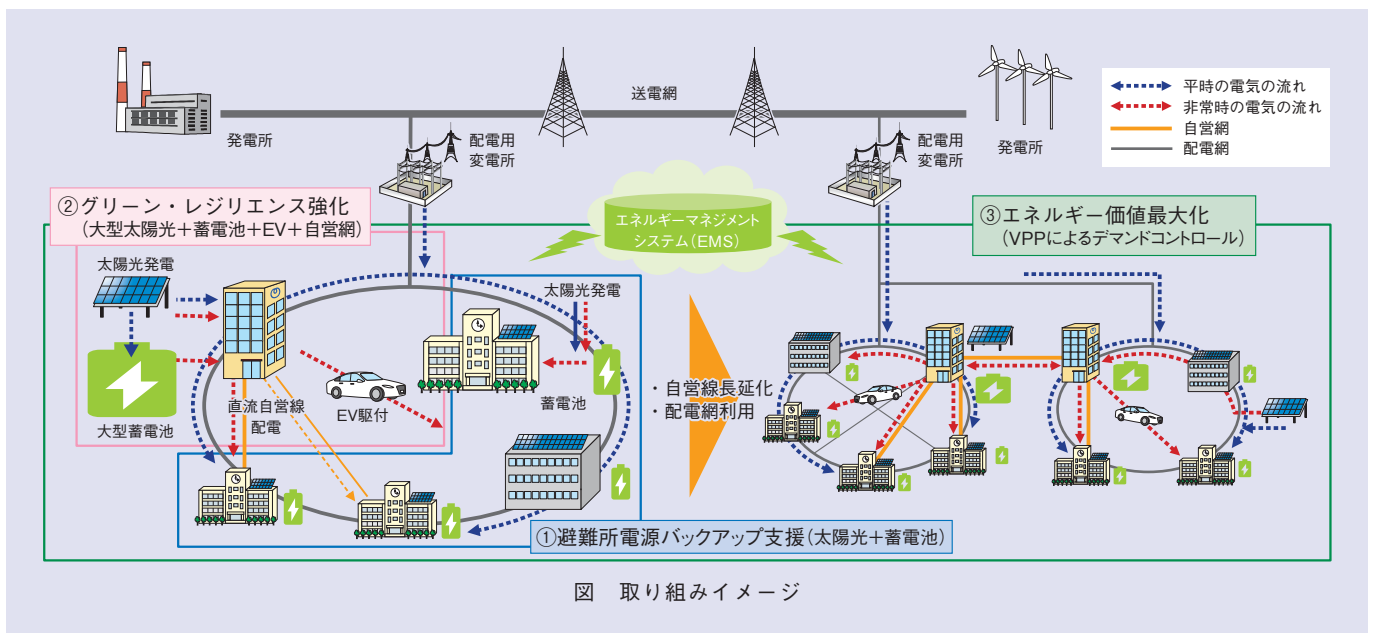 送電網
発電所
配電用
変電所
配電用
変電所
発電所
平時の電気の流れ
非常時の電気の流れ
自営網
配電網
②グリーン・レジリエンス強化
(大型太陽光+蓄電池+EV+自営網)
エネルギーマネジメント
システム(EMS)
③エネルギー価値最大化
(VPPによるデマンドコントロール)
太陽光発電
太陽光発電
大型蓄電池
直流自営線
配電
EV駆付
蓄電池
・自営線長延化
・配電網利用
①避難所電源バックアップ支援(太陽光+蓄電池)
図 取り組みイメージ